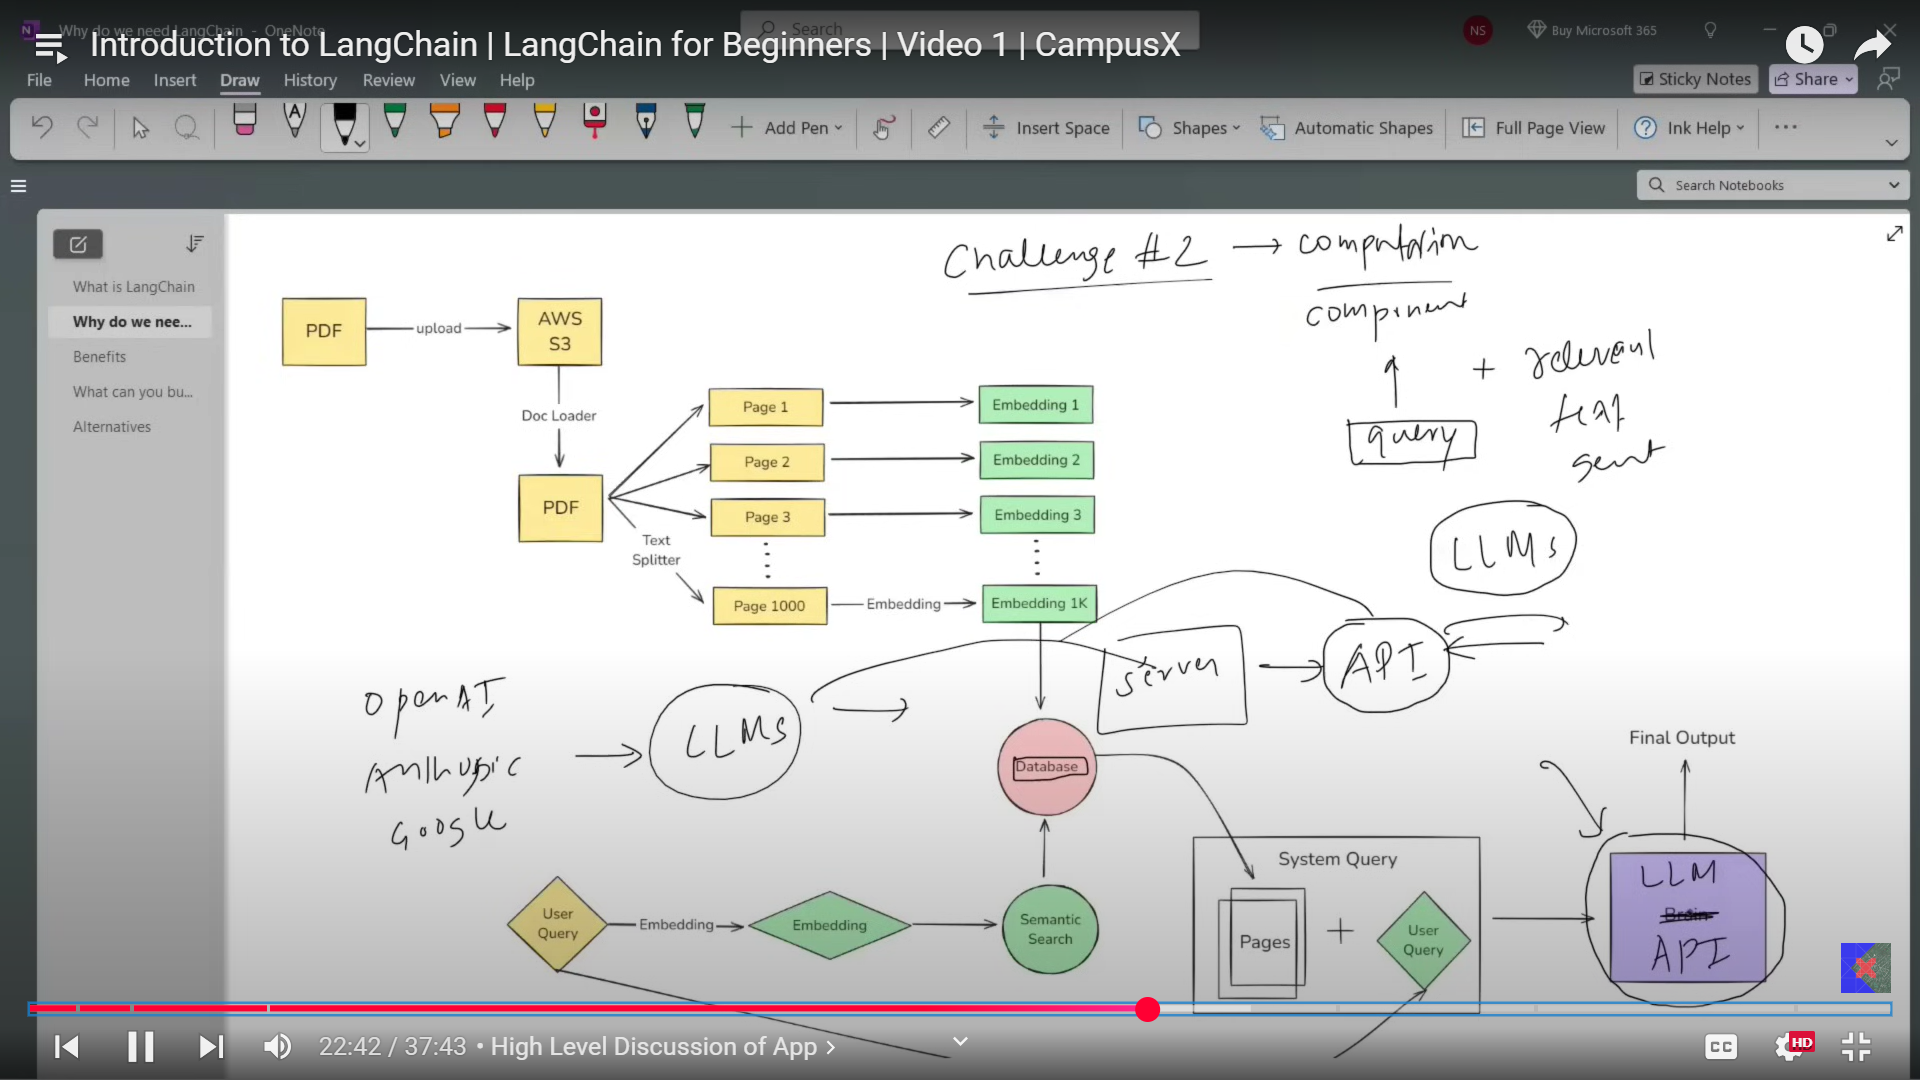 Why do we need LangChain - OneNote
Search
NS
Buy Microsoft 365
Introduction to LangChain | LangChain for Beginners | Video 1 | CampusX
File
Home
Insert
Draw
History
Review
View
Help
Sticky Notes
Share
Add Pen
Insert Space
Shapes
Automatic Shapes
Full Page View
Ink Help
Search Notebooks
What is LangChain
Why do we nee...
Benefits
What can you bu...
Alternatives
Challenge #2 → computation
component
query
+ relevant
text
sent
PDF
upload
AWS
S3
Doc Loader
PDF
Text
Splitter
Page 1
Embedding 1
Page 2
Embedding 2
Page 3
Embedding 3
Page 1000
Embedding
Embedding 1K
LLMs
server
API
OpenAI
Anthropic
Google
LLMs
Database
Final Output
System Query
Pages
+
User
Query
LLM
Brain
API
User
Query
Embedding
Embedding
Semantic
Search
22:42 / 37:43 • High Level Discussion of App
CC
HD